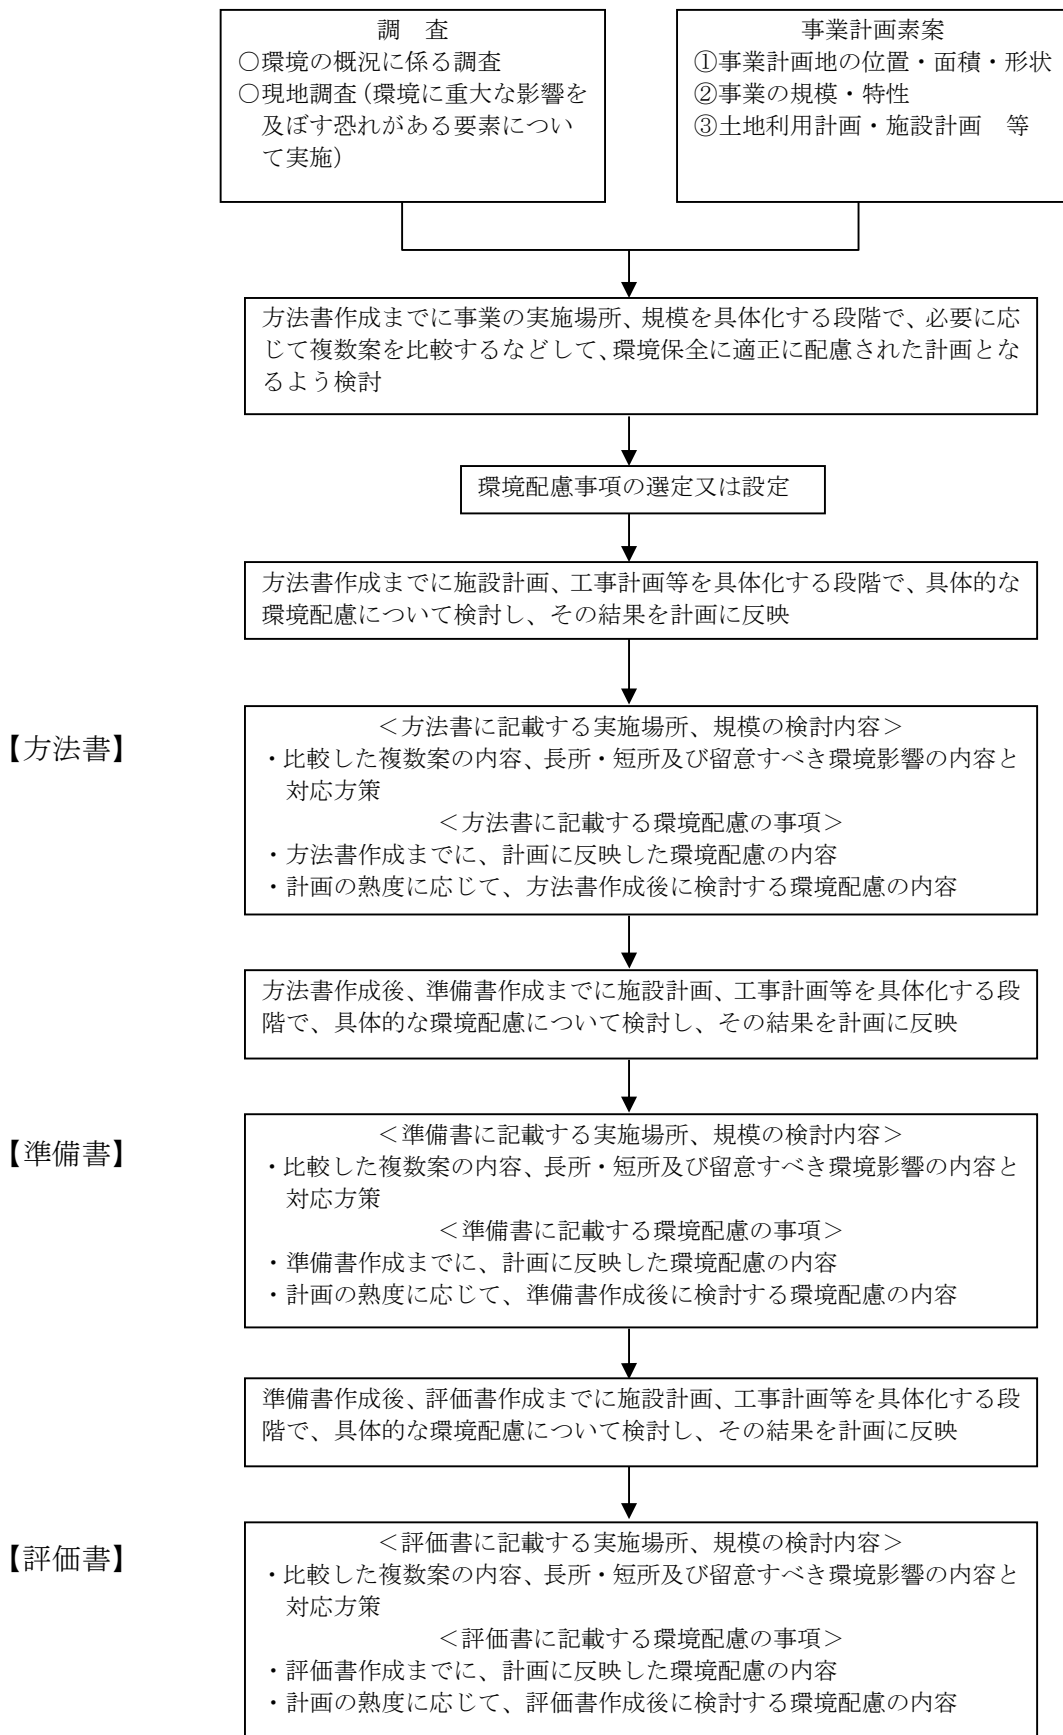 調　査
○環境の概況に係る調査
○現地調査（環境に重大な影響を
及ぼす恐れがある要素につい
て実施）
事業計画素案
①事業計画地の位置・面積・形状
②事業の規模・特性
③土地利用計画・施設計画　等
方法書作成までに事業の実施場所、規模を具体化する段階で、必要に応
じて複数案を比較するなどして、環境保全に適正に配慮された計画とな
るよう検討
環境配慮事項の選定又は設定
方法書作成までに施設計画、工事計画等を具体化する段階で、具体的な
環境配慮について検討し、その結果を計画に反映
【方法書】
＜方法書に記載する実施場所、規模の検討内容＞
・比較した複数案の内容、長所・短所及び留意すべき環境影響の内容と
対応方策
＜方法書に記載する環境配慮の事項＞
・方法書作成までに、計画に反映した環境配慮の内容
・計画の熟度に応じて、方法書作成後に検討する環境配慮の内容
方法書作成後、準備書作成までに施設計画、工事計画等を具体化する段
階で、具体的な環境配慮について検討し、その結果を計画に反映
【準備書】
＜準備書に記載する実施場所、規模の検討内容＞
・比較した複数案の内容、長所・短所及び留意すべき環境影響の内容と
対応方策
＜準備書に記載する環境配慮の事項＞
・準備書作成までに、計画に反映した環境配慮の内容
・計画の熟度に応じて、準備書作成後に検討する環境配慮の内容
準備書作成後、評価書作成までに施設計画、工事計画等を具体化する段
階で、具体的な環境配慮について検討し、その結果を計画に反映
【評価書】
＜評価書に記載する実施場所、規模の検討内容＞
・比較した複数案の内容、長所・短所及び留意すべき環境影響の内容と
対応方策
＜評価書に記載する環境配慮の事項＞
・評価書作成までに、計画に反映した環境配慮の内容
・計画の熟度に応じて、評価書作成後に検討する環境配慮の内容